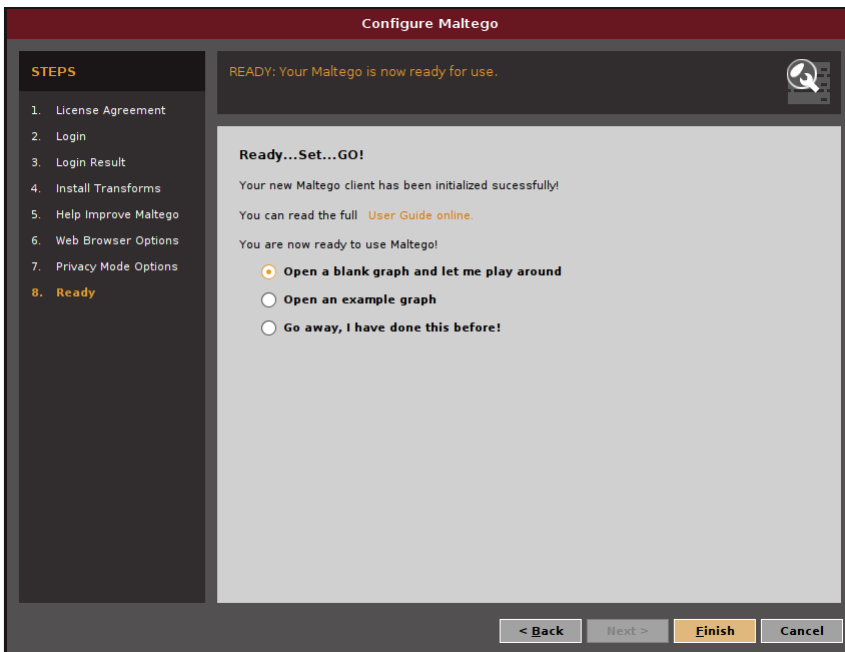 Configure Maltego
STEPS
1. License Agreement
2. Login
3. Login Result
4. Install Transforms
5. Help Improve Maltego
6. Web Browser Options
7. Privacy Mode Options
8. Ready
READY: Your Maltego is now ready for use.
Ready...Set...GO!
Your new Maltego client has been initialized sucessfully!
You can read the full User Guide online.
You are now ready to use Maltego!
Open a blank graph and let me play around
Open an example graph
Go away, I have done this before!
< Back Next > Finish Cancel